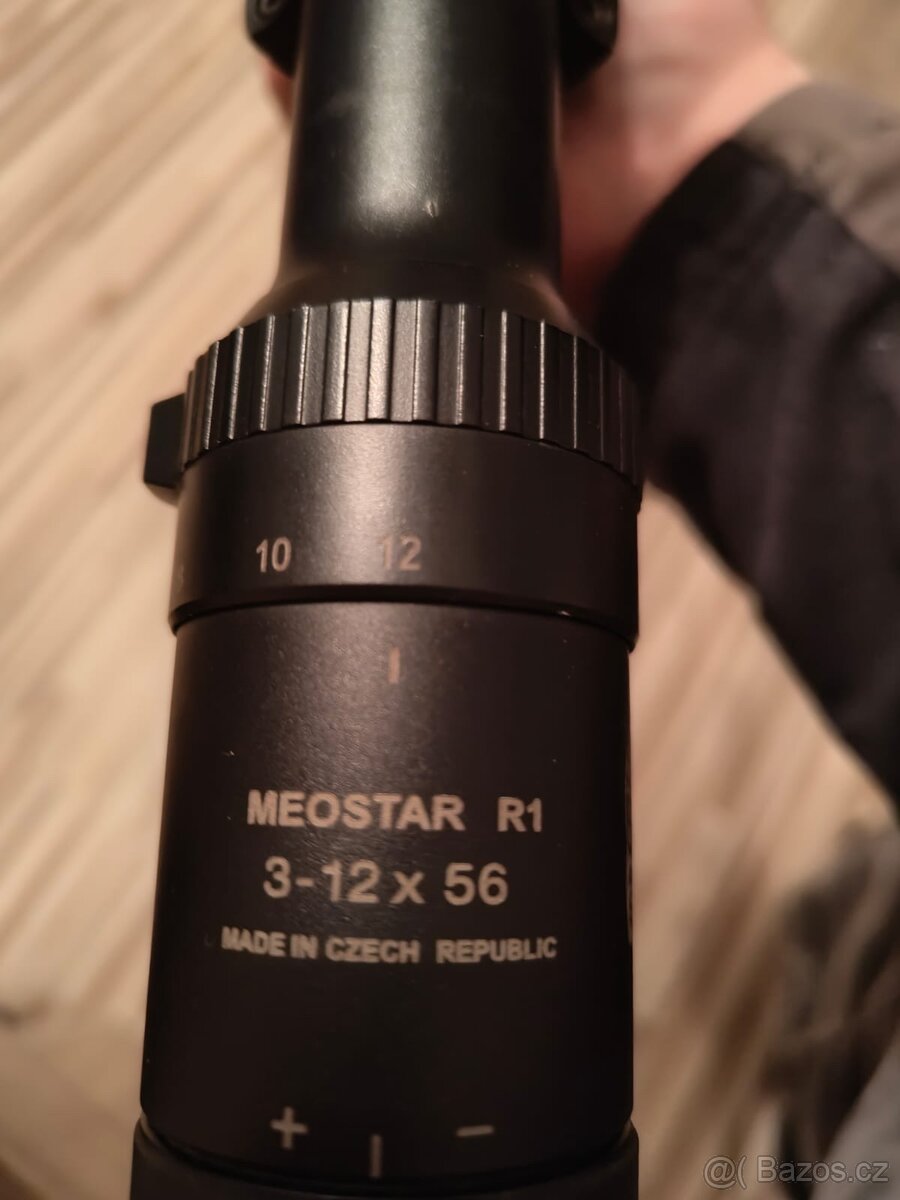 10 12
I
MEOSTAR R1
3-12 x 56
MADE IN CZECH REPUBLIC
+ I -
@( Bazos.cz